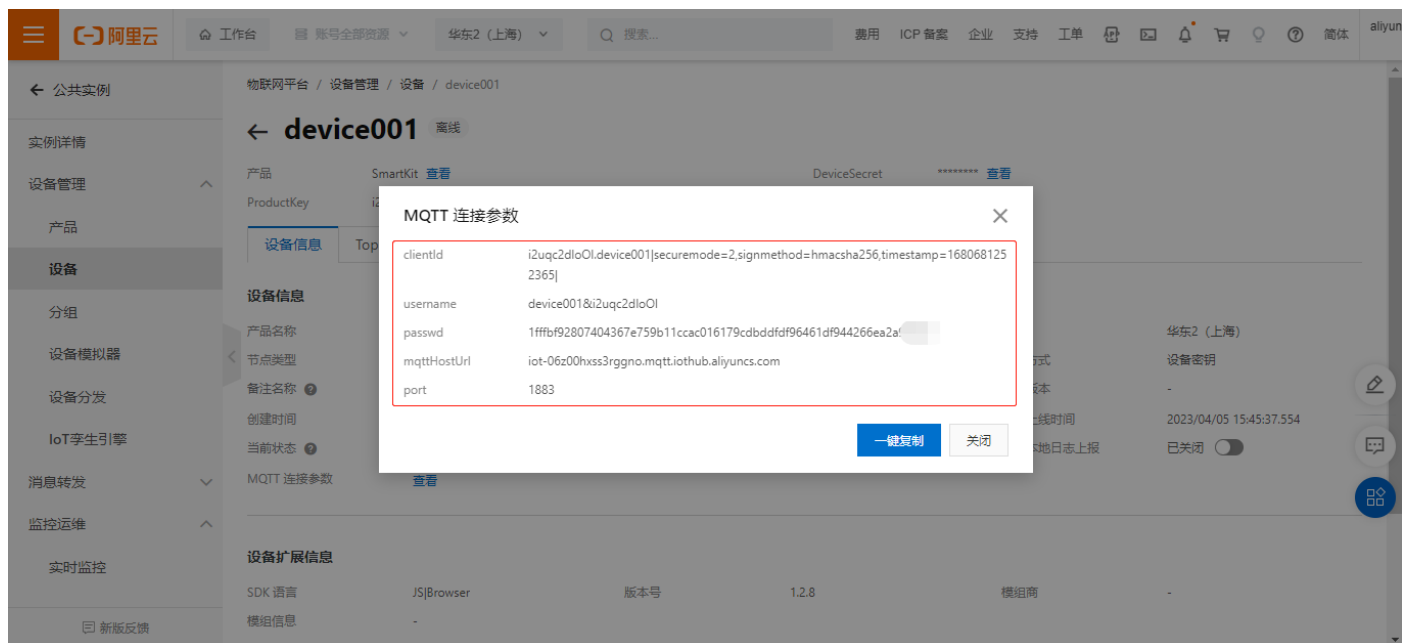 阿里云 工作台 账号全部资源 华东2（上海） 搜索... 费用 ICP 备案 企业 支持 工单 简体 aliyun
公共实例
物联网平台 / 设备管理 / 设备 / device001
device001 离线
实例详情
产品 SmartKit 查看 DeviceSecret ******** 查看
设备管理
ProductKey
产品
设备信息 Top
设备
设备信息
分组
产品名称 华东2（上海）
设备模拟器
节点类型 设备密钥
备注名称 -
设备分发
创建时间 2023/04/05 15:45:37.554
IoT孪生引擎
当前状态 本地日志上报 已关闭
消息转发
MQTT 连接参数 查看
监控运维
实时监控
新版反馈
MQTT 连接参数
clientId i2uqc2dIoOI.device001|securemode=2,signmethod=hmacsha256,timestamp=168068125
2365|
username device001&i2uqc2dIoOI
passwd 1fffbf92807404367e759b11ccac016179cdbddfdf96461df944266ea2a
mqttHostUrl iot-06z00hxss3rggno.mqtt.iothub.aliyuncs.com
port 1883
一键复制 关闭
设备扩展信息
SDK 语言 JS|Browser 版本号 1.2.8 模组商 -
模组信息 -